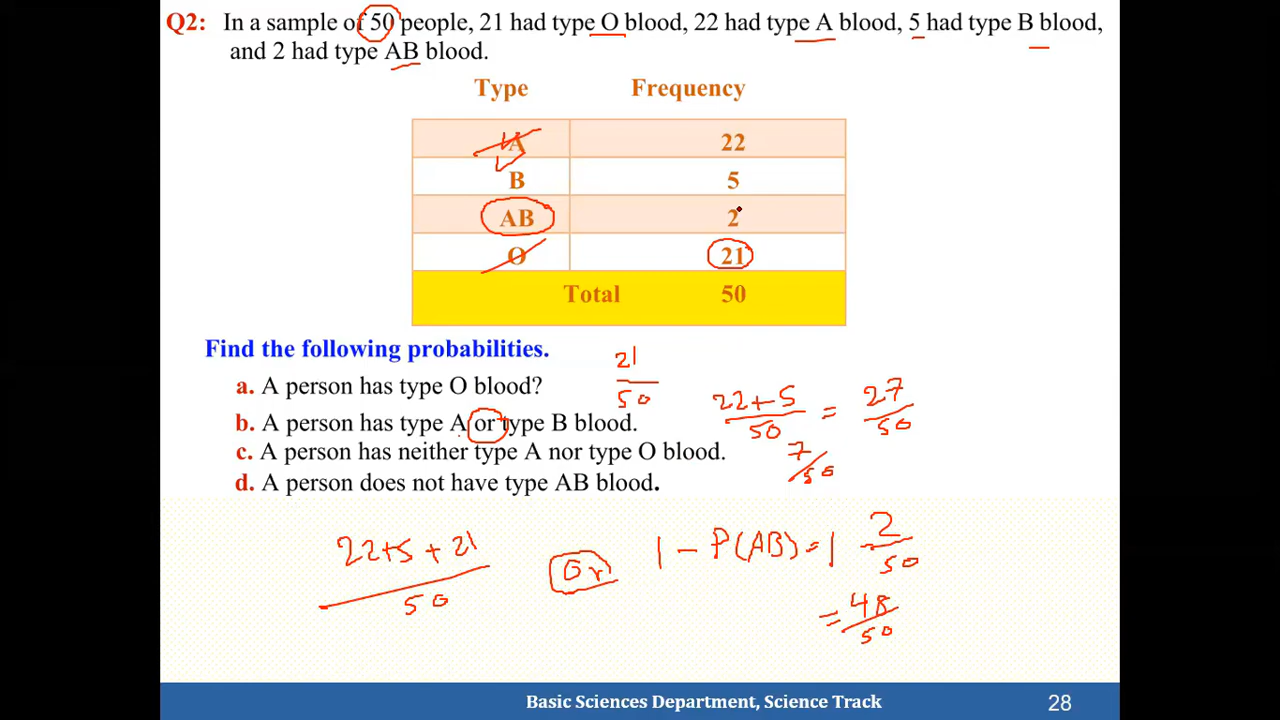 Q2: In a sample of 50 people, 21 had type O blood, 22 had type A blood, 5 had type B blood,
and 2 had type AB blood.
Type Frequency
A 22
B 5
AB 2
O 21
Total 50
Find the following probabilities.
a. A person has type O blood? 21/50
b. A person has type A or type B blood. 22+5/50 = 27/50
c. A person has neither type A nor type O blood. 7/50
d. A person does not have type AB blood.
22+5+21/50 Or 1 - P(AB) = 1 2/50
= 48/50
Basic Sciences Department, Science Track 28